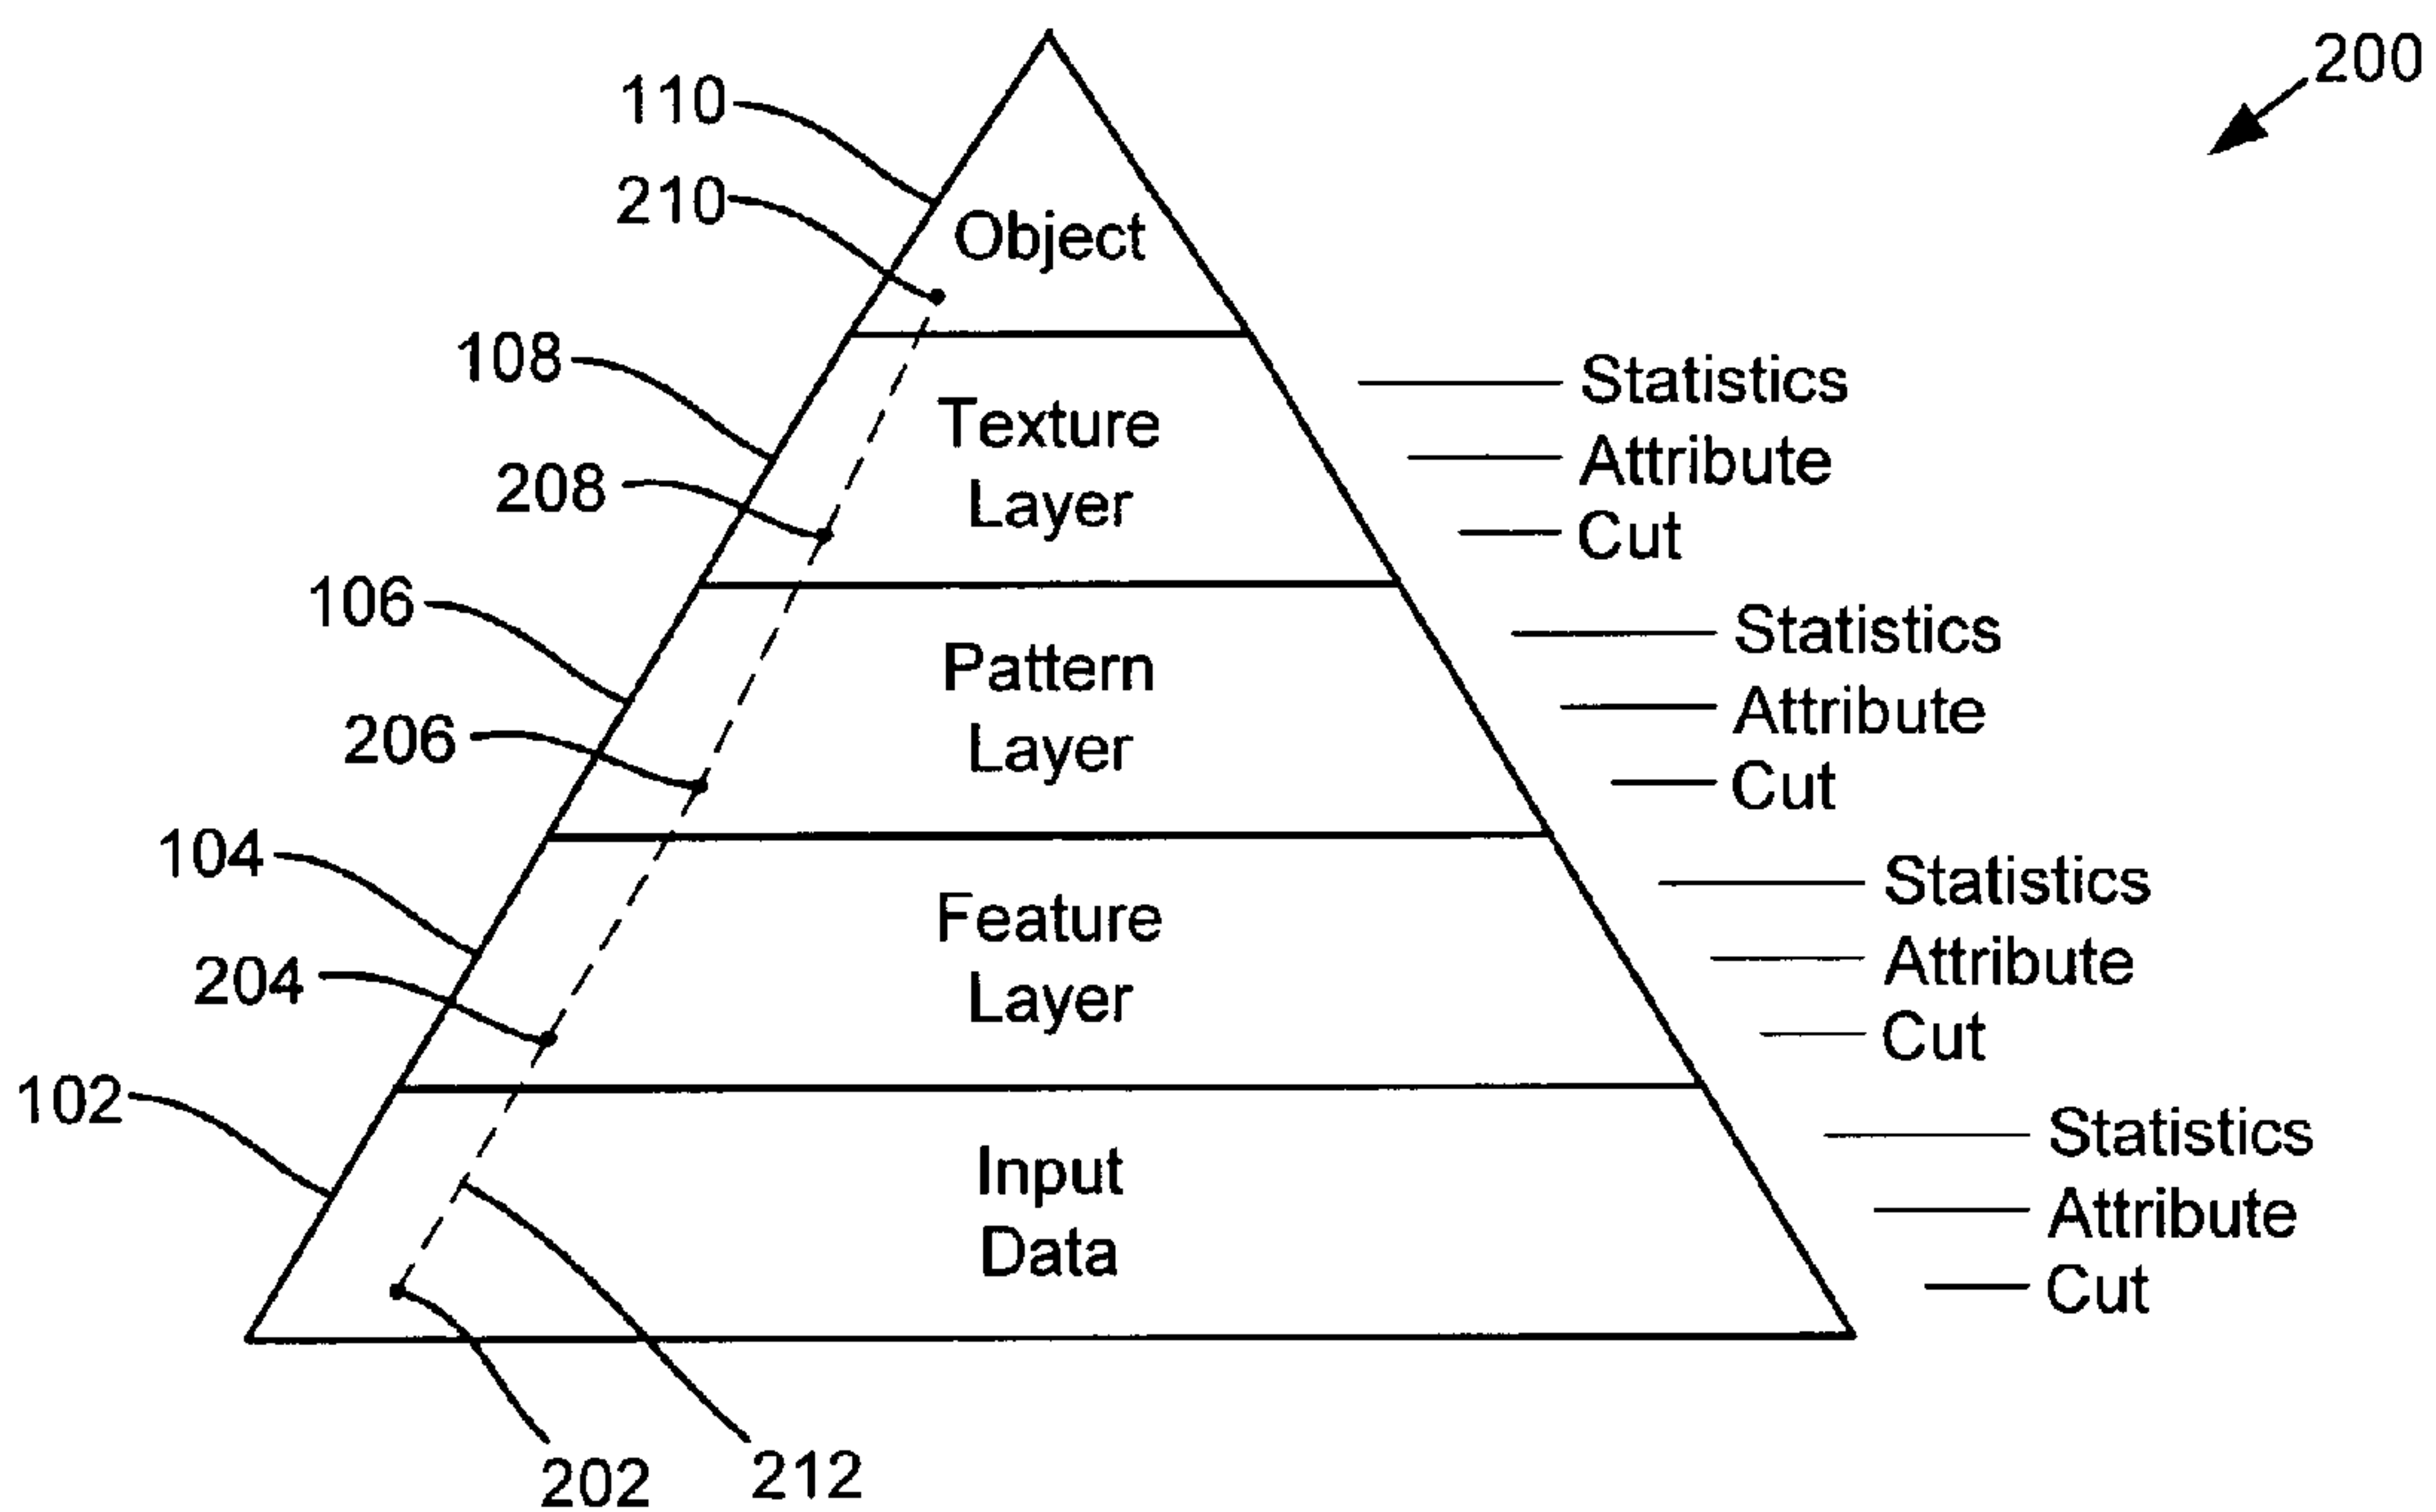 200
110
210
Object
108
Texture
Layer
208
Statistics
Attribute
Cut
106
Pattern
Layer
206
Statistics
Attribute
Cut
104
Feature
Layer
204
Statistics
Attribute
Cut
102
Input
Data
Statistics
Attribute
Cut
202
212